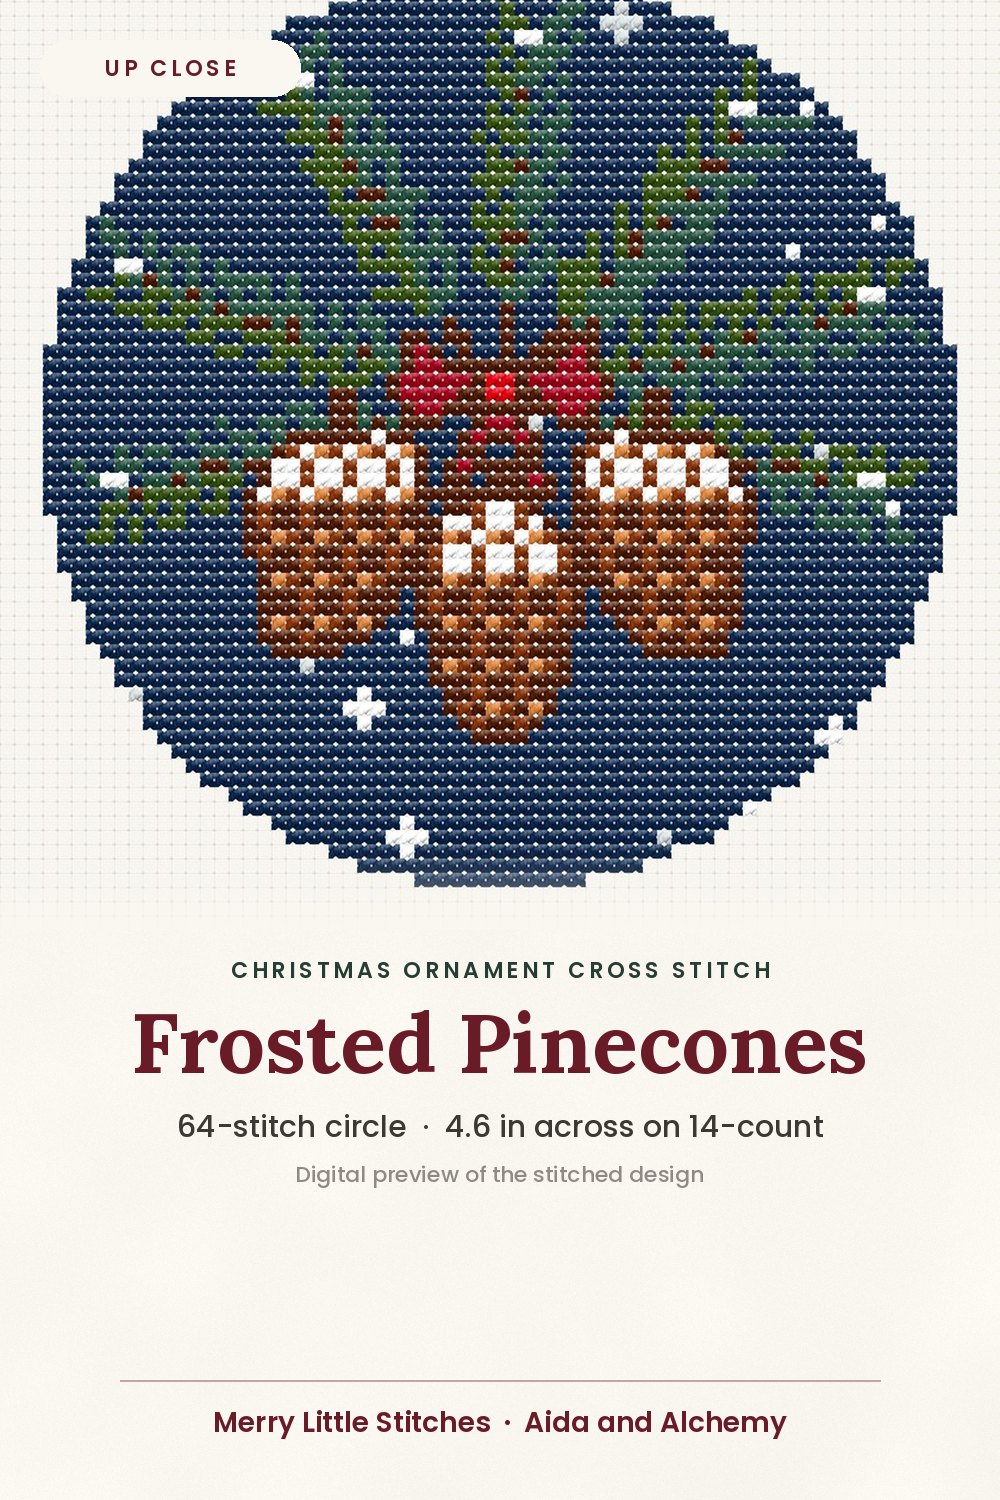 UP CLOSE
CHRISTMAS ORNAMENT CROSS STITCH
Frosted Pinecones
64-stitch circle · 4.6 in across on 14-count
Digital preview of the stitched design
Merry Little Stitches · Aida and Alchemy